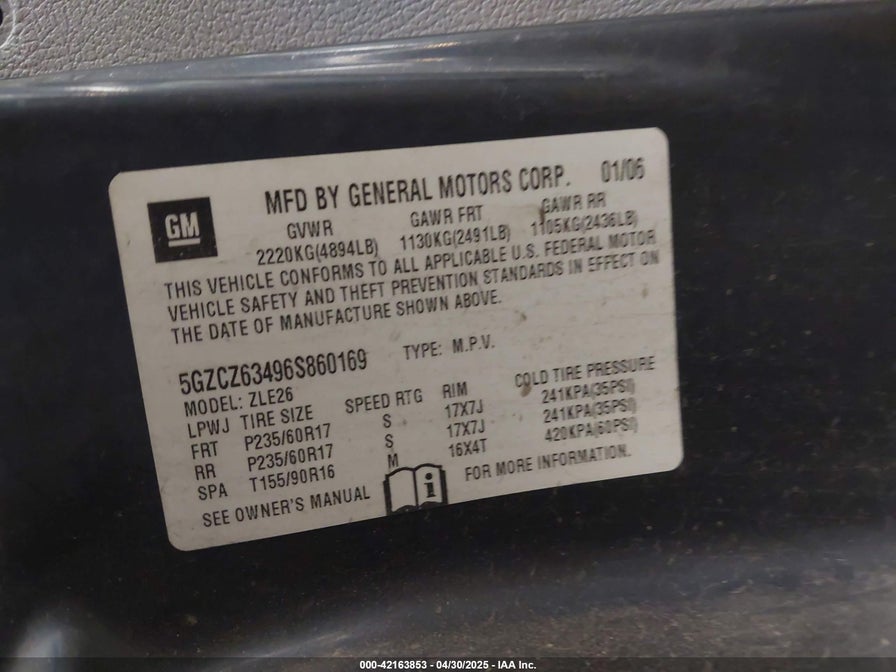 GM
MFD BY GENERAL MOTORS CORP. 01/06
GVWR GAWR FRT GAWR RR
2220KG(4894LB) 1130KG(2491LB) 1105KG(2436LB)
THIS VEHICLE CONFORMS TO ALL APPLICABLE U.S. FEDERAL MOTOR
VEHICLE SAFETY AND THEFT PREVENTION STANDARDS IN EFFECT ON
THE DATE OF MANUFACTURE SHOWN ABOVE.
5GZCZ63496S860169 TYPE: M.P.V.
MODEL: ZLE26
LPWJ TIRE SIZE SPEED RTG RIM COLD TIRE PRESSURE
FRT P235/60R17 S 17X7J 241KPA(35PSI)
RR P235/60R17 S 17X7J 241KPA(35PSI)
SPA T155/90R16 M 16X4T 420KPA(60PSI)
SEE OWNER'S MANUAL i FOR MORE INFORMATION.
000-42163853 - 04/30/2025 - IAA Inc.